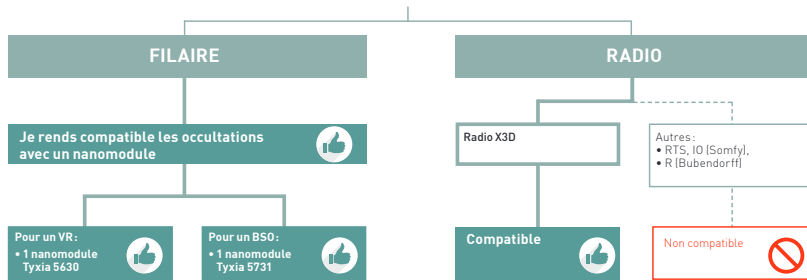 FILAIRE
RADIO
Je rends compatible les occultations
avec un nanomodule
Radio X3D
Autres :
• RTS, IO (Somfy),
• R (Bubendorff)
Pour un VR :
• 1 nanomodule
Tyxia 5630
Pour un BSO :
• 1 nanomodule
Tyxia 5731
Compatible
Non compatible